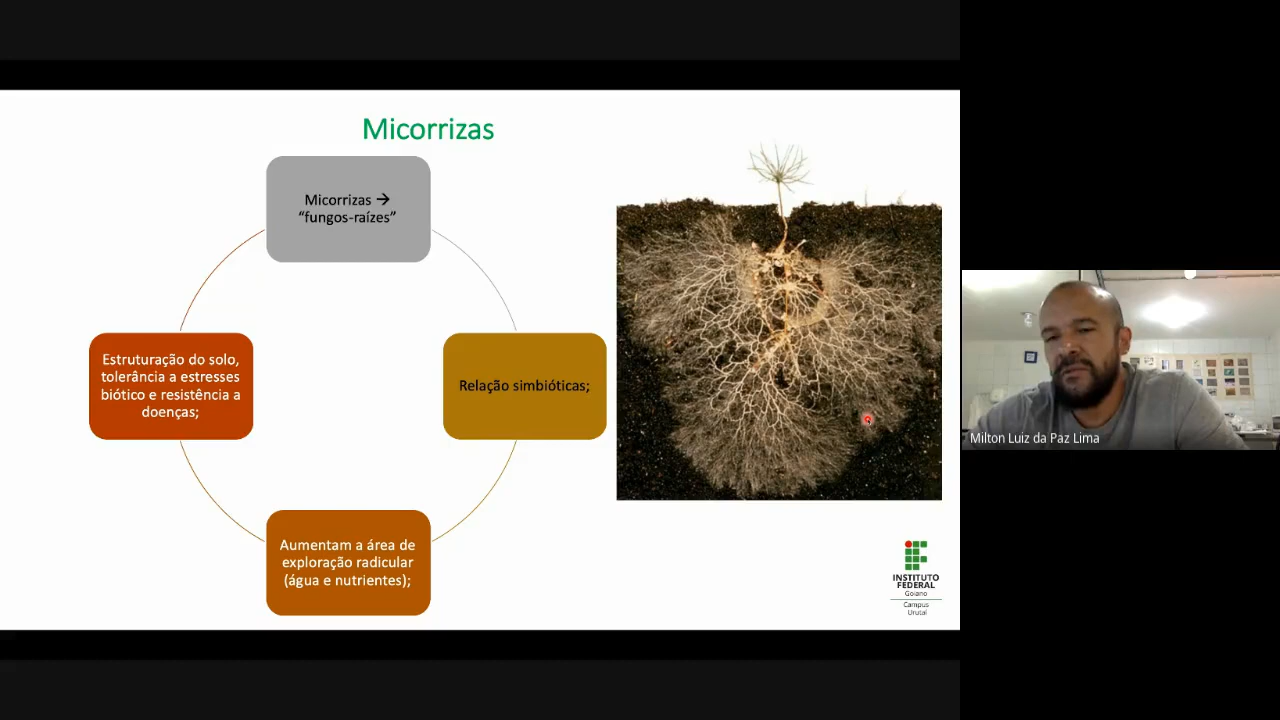 Micorrizas
Micorrizas →
“fungos-raízes”
Estruturação do solo,
tolerância a estresses
biótico e resistência a
doenças;
Relação simbióticas;
Aumentam a área de
exploração radicular
(água e nutrientes);
INSTITUTO
FEDERAL
Goiano
Campus
Urutaí
Milton Luiz da Paz Lima